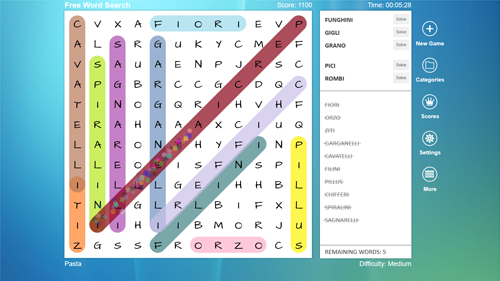 Free Word Search
Score: 1100
Time: 00:05:28
C V X A F I O R I E V P
A L S R G U K Y C M E F
V S A U A E N P J R S C
A P G B R C C G C D Q C
T I N O G Q R I H V H F
E R A H A A A X C I U Q
L A R O N N H Y F I N P
L L E O E I S F N S P I
I I L L L G E I H H B L
T N L G L R L B I F X L
I I I H I I B M O R J U
Z G S S F R O R Z O C S
Pasta
Difficulty: Medium
FUNGHINI Solve
GIGLI Solve
GRANO Solve
PICI Solve
ROMBI Solve
FIORI
ORZO
ZITI
GARGANELLI
CAVATELLI
FILINI
PILLUS
CHIFFERI
SPIRALINI
SAGNARELLI
REMAINING WORDS: 5
New Game
Categories
Scores
Settings
More